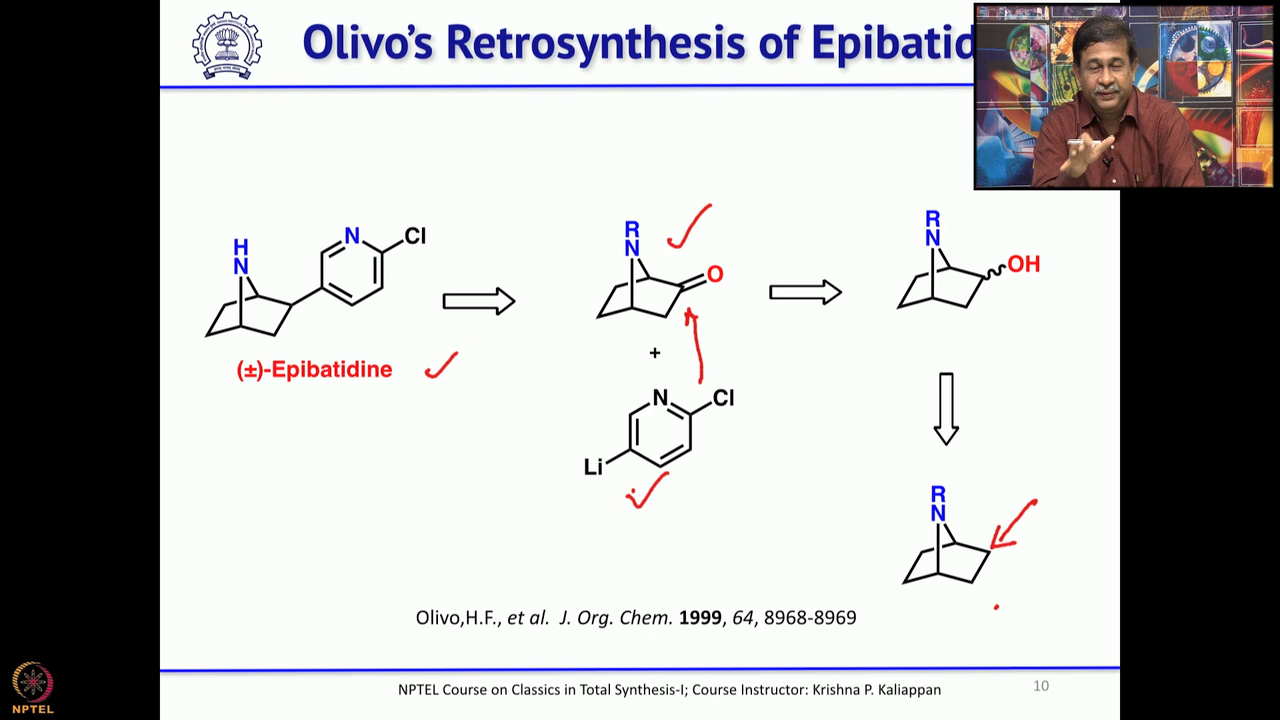 Olivo's Retrosynthesis of Epibatid
H
N
N
Cl
(±)-Epibatidine
R
N
O
+
N
Cl
Li
R
N
OH
R
N
Olivo,H.F., et al. J. Org. Chem. 1999, 64, 8968-8969
NPTEL Course on Classics in Total Synthesis-I; Course Instructor: Krishna P. Kaliappan
10
NPTEL